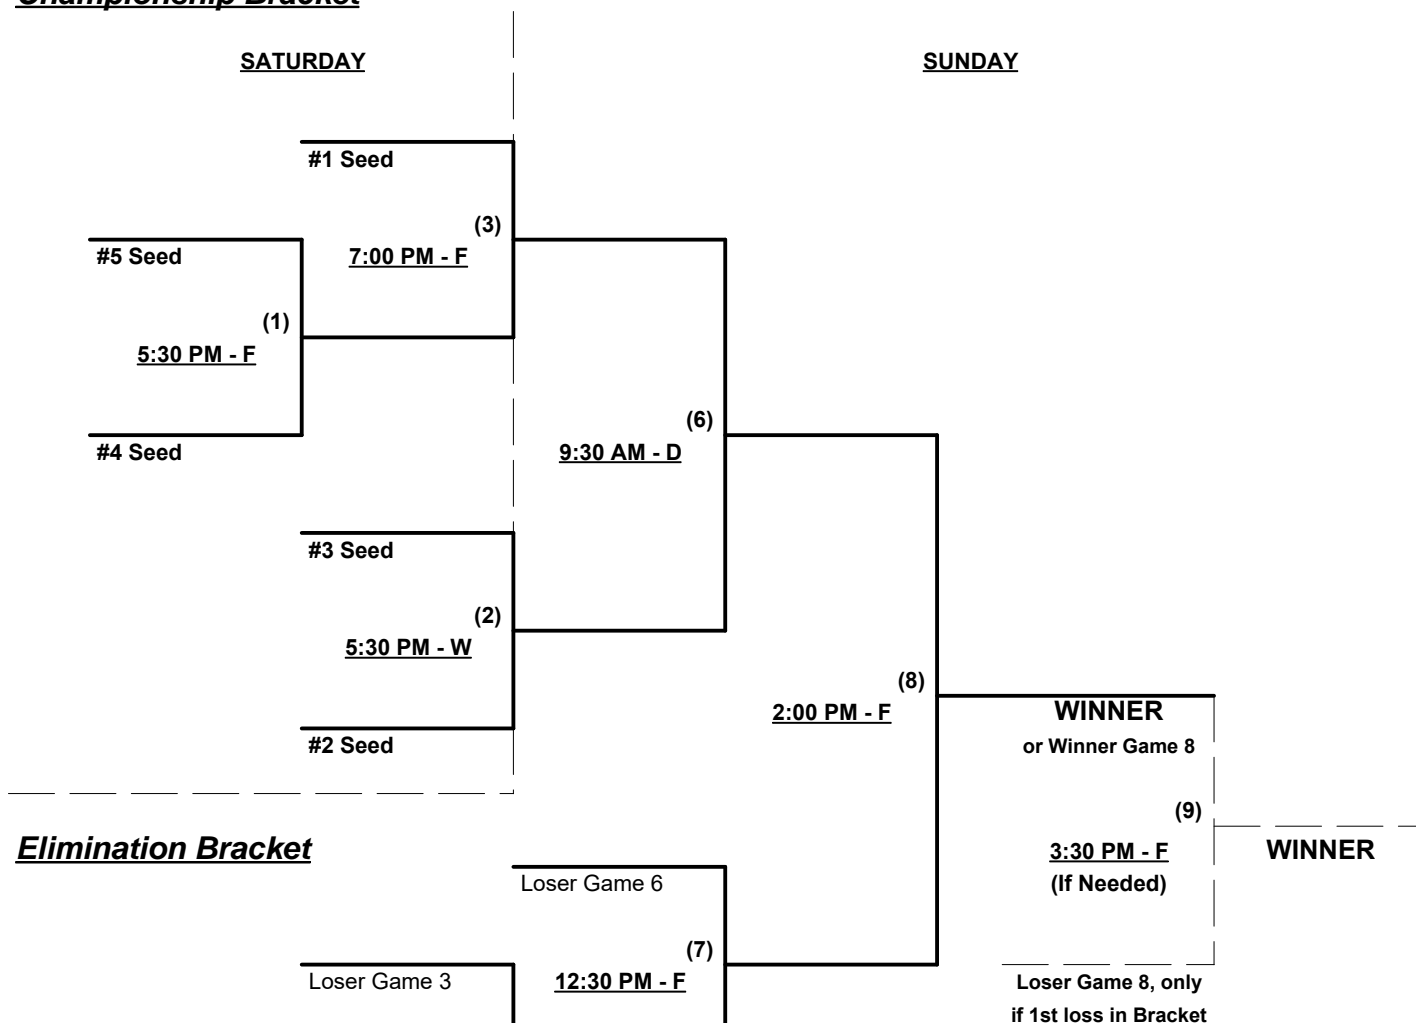 Championship Bracket
SATURDAY
SUNDAY
#1 Seed
(3)
7:00 PM - F
#5 Seed
(1)
5:30 PM - F
#4 Seed
(6)
9:30 AM - D
#3 Seed
(2)
5:30 PM - W
#2 Seed
(8)
2:00 PM - F
WINNER
or Winner Game 8
(9)
3:30 PM - F
(If Needed)
WINNER
Elimination Bracket
Loser Game 6
(7)
12:30 PM - F
Loser Game 3
Loser Game 8, only
if 1st loss in Bracket